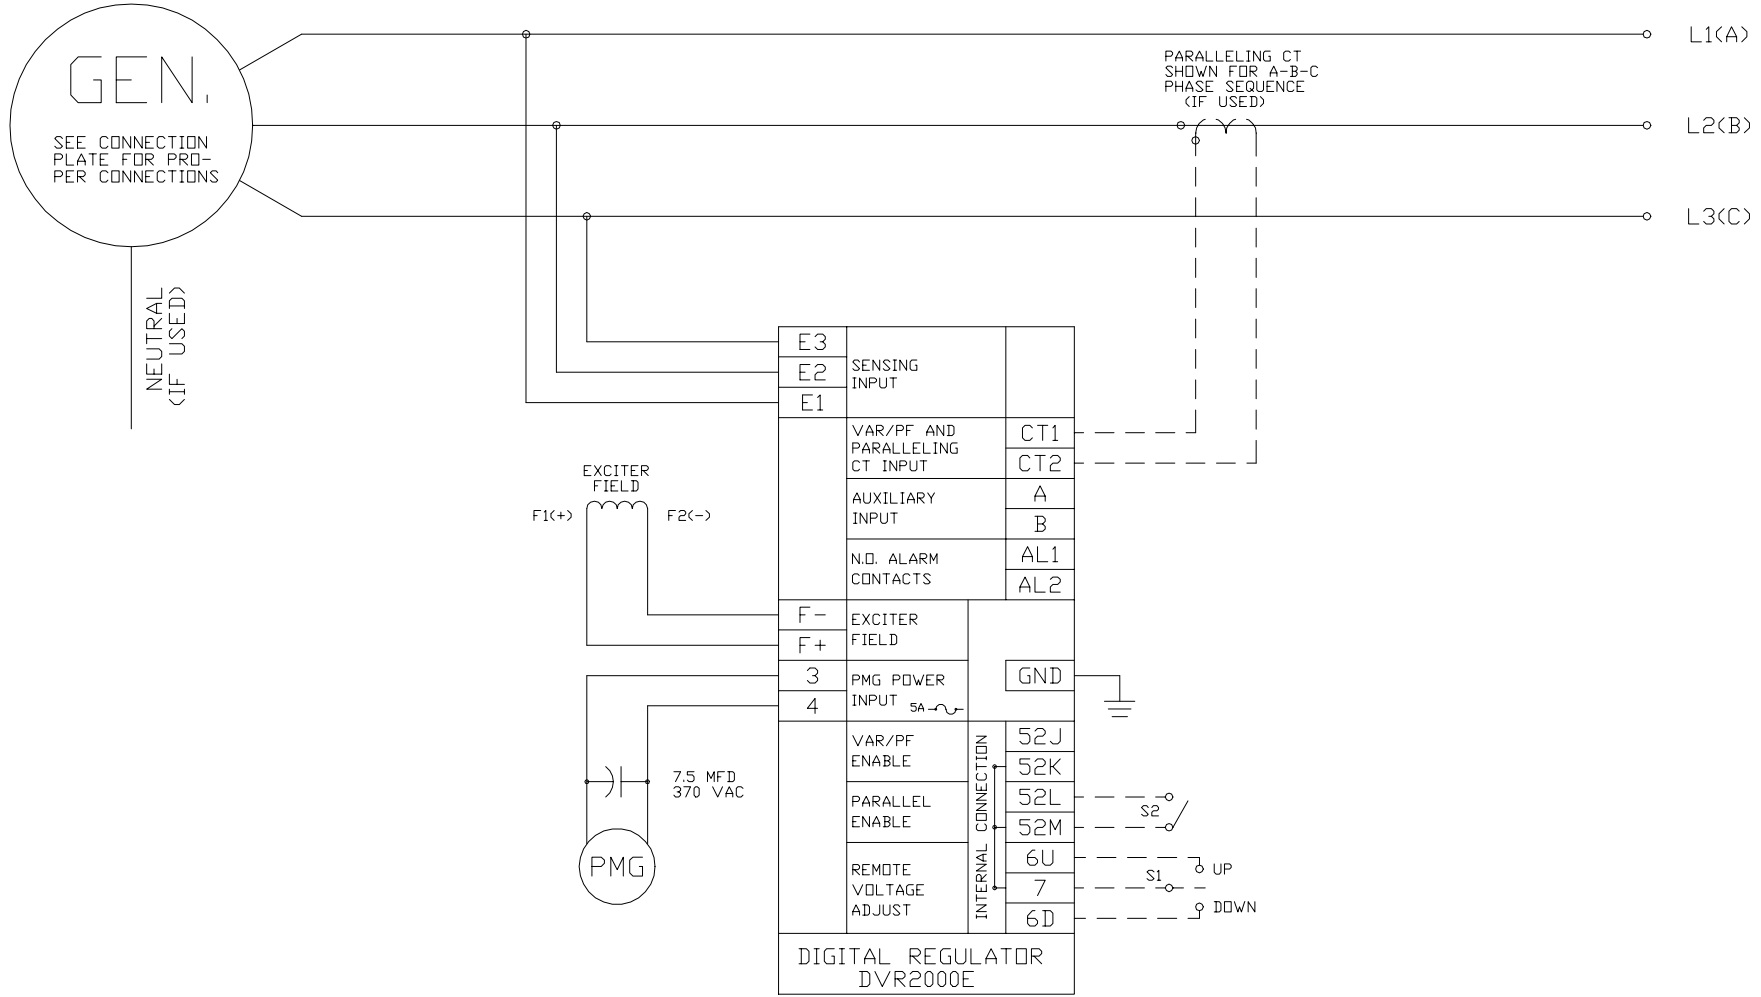 GEN.
SEE CONNECTION
PLATE FOR PRO-
PER CONNECTIONS
NEUTRAL
(IF USED)
L1(A)
PARALLELING CT
SHOWN FOR A-B-C
PHASE SEQUENCE
(IF USED)
L2(B)
L3(C)
E3
E2
E1
SENSING
INPUT
VAR/PF AND
PARALLELING
CT INPUT
CT1
CT2
AUXILIARY
INPUT
A
B
N.O. ALARM
CONTACTS
AL1
AL2
EXCITER
FIELD
F1(+)
F2(-)
F-
F+
EXCITER
FIELD
3
4
PMG POWER
INPUT 5A
GND
7.5 MFD
370 VAC
PMG
VAR/PF
ENABLE
PARALLEL
ENABLE
REMOTE
VOLTAGE
ADJUST
INTERNAL CONNECTION
52J
52K
52L
52M
6U
7
6D
S2
S1
UP
DOWN
DIGITAL REGULATOR
DVR2000E